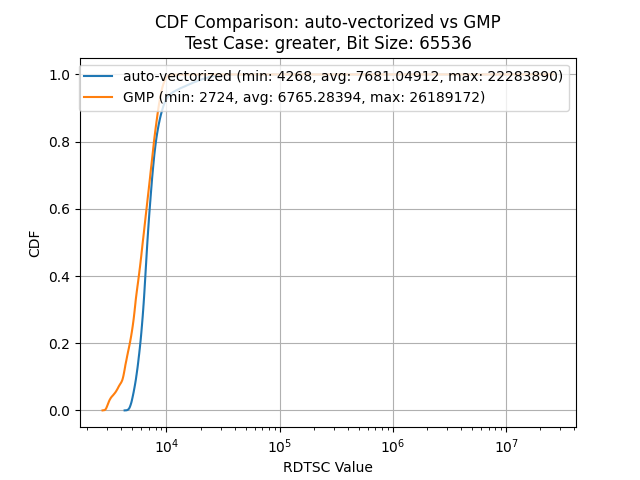 CDF Comparison: auto-vectorized vs GMP
Test Case: greater, Bit Size: 65536
auto-vectorized (min: 4268, avg: 7681.04912, max: 22283890)
GMP (min: 2724, avg: 6765.28394, max: 26189172)
CDF
1.0
0.8
0.6
0.4
0.2
0.0
10⁴ 10⁵ 10⁶ 10⁷
RDTSC Value